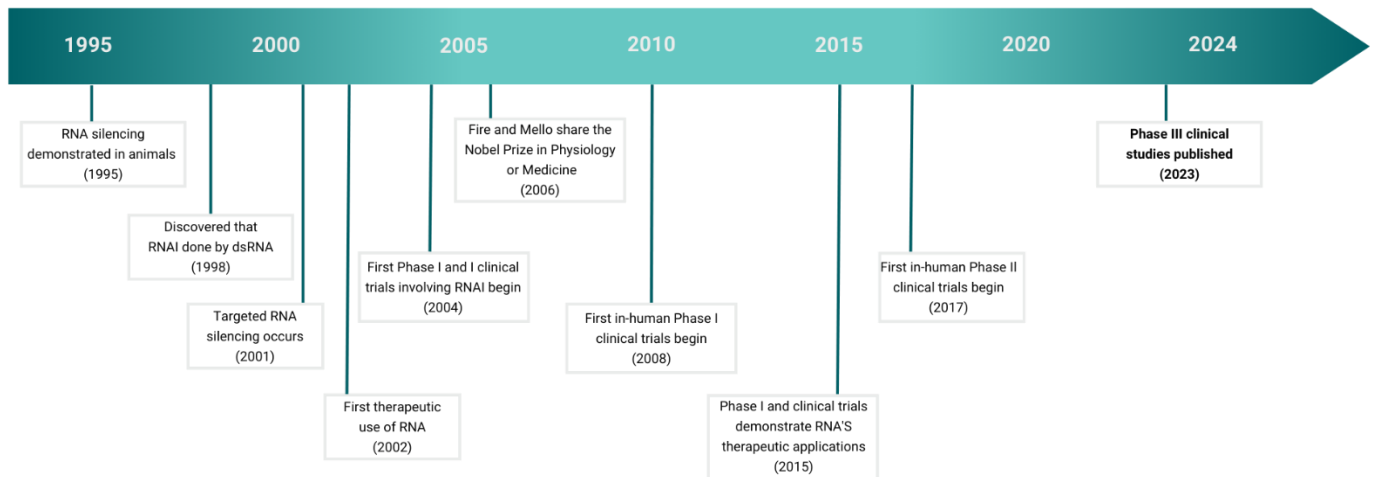 1995
2000
2005
2010
2015
2020
2024
RNA silencing
demonstrated in animals
(1995)
Discovered that
RNAI done by dsRNA
(1998)
Targeted RNA
silencing occurs
(2001)
First therapeutic
use of RNA
(2002)
First Phase I and I clinical
trials involving RNAI begin
(2004)
Fire and Mello share the
Nobel Prize in Physiology
or Medicine
(2006)
First in-human Phase I
clinical trials begin
(2008)
Phase I and clinical trials
demonstrate RNA'S
therapeutic applications
(2015)
First in-human Phase II
clinical trials begin
(2017)
Phase III clinical
studies published
(2023)